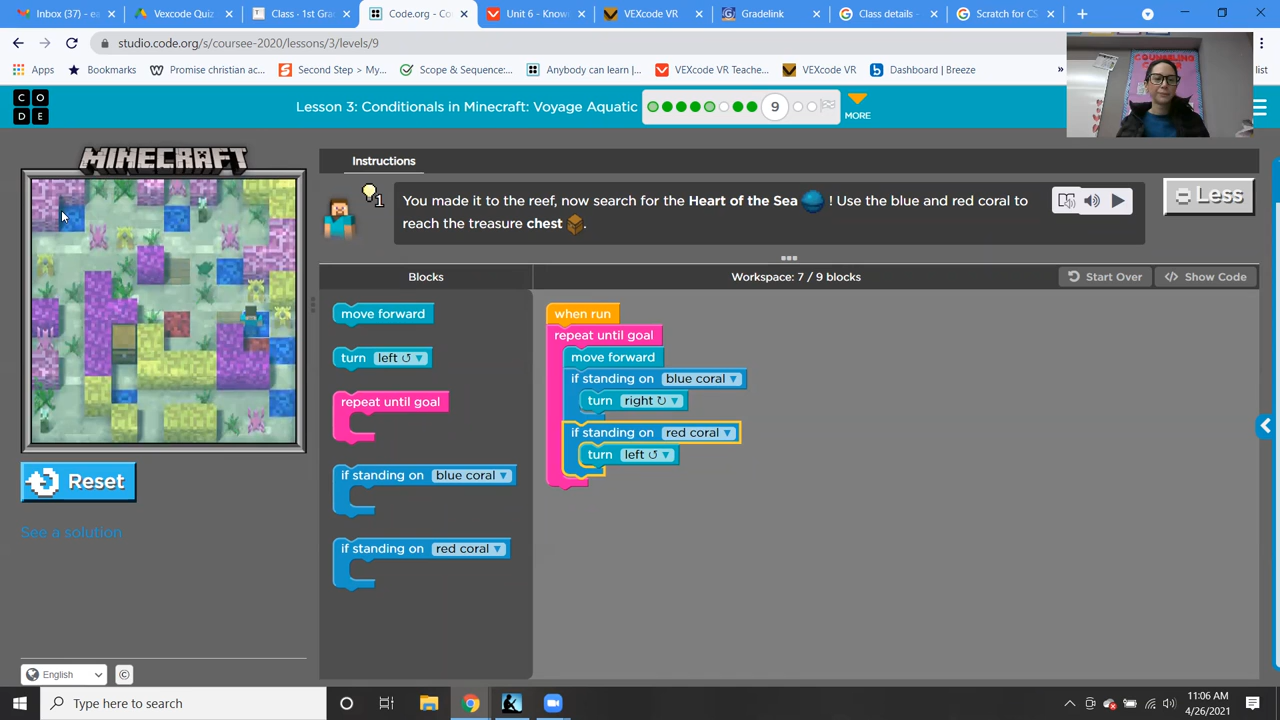 Inbox (37) - ea
Vexcode Quiz
Class - 1st Gran
Code.org - Co
Unit 6 - Knowi
VEXcode VR
Gradelink
Class details -
Scratch for CS
studio.code.org/s/coursee-2020/lessons/3/levels/9
Apps
Bookmarks
Promise christian ac...
Second Step > My...
Scope & Sequence:...
Anybody can learn |...
VEXcode VR Teache...
VEXcode VR
Dashboard | Breeze
»
list
C O
D E
Lesson 3: Conditionals in Minecraft: Voyage Aquatic
9
MORE
COUNSELING
MINECRAFT
Instructions
1
You made it to the reef, now search for the Heart of the Sea ! Use the blue and red coral to
reach the treasure chest .
Less
Blocks
Workspace: 7 / 9 blocks
Start Over
</> Show Code
move forward
turn left ↺ ▾
repeat until goal
if standing on blue coral ▾
if standing on red coral ▾
when run
repeat until goal
move forward
if standing on blue coral ▾
turn right ↻ ▾
if standing on red coral ▾
turn left ↺ ▾
Reset
See a solution
English
©
Type here to search
11:06 AM
4/26/2021